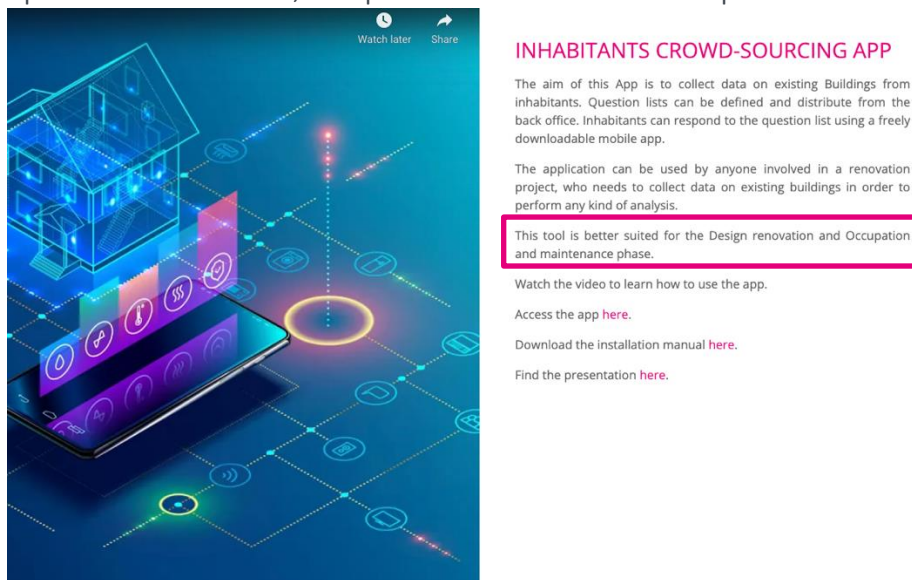 Watch later
Share
INHABITANTS CROWD-SOURCING APP
The aim of this App is to collect data on existing Buildings from
inhabitants. Question lists can be defined and distribute from the
back office. Inhabitants can respond to the question list using a freely
downloadable mobile app.
The application can be used by anyone involved in a renovation
project, who needs to collect data on existing buildings in order to
perform any kind of analysis.
This tool is better suited for the Design renovation and Occupation
and maintenance phase.
Watch the video to learn how to use the app.
Access the app here.
Download the installation manual here.
Find the presentation here.